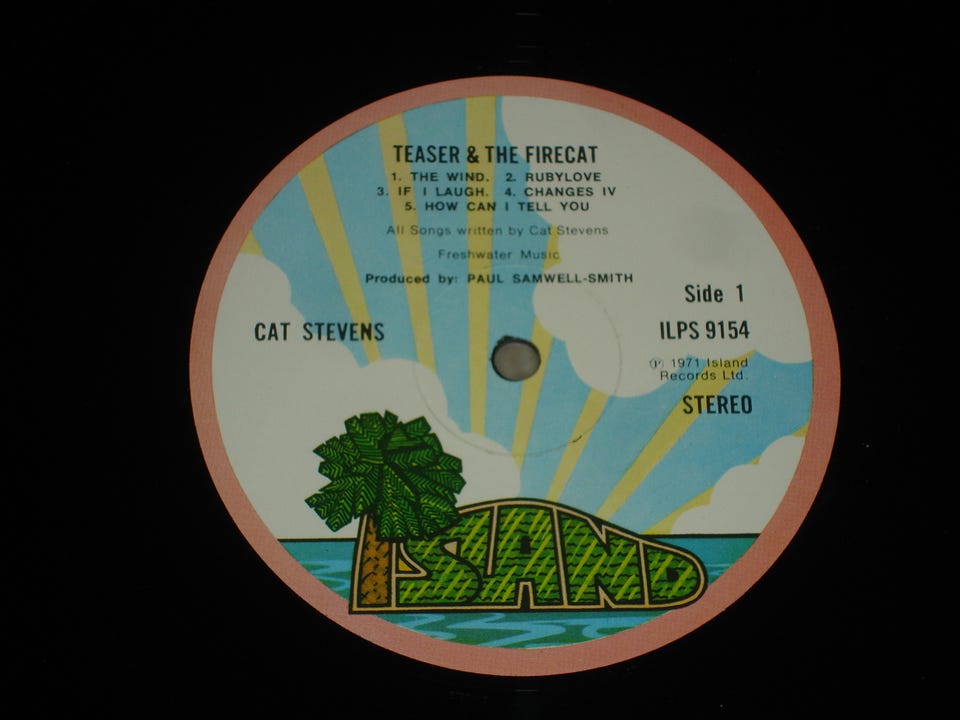 TEASER & THE FIRECAT
1. THE WIND. 2. RUBYLOVE
3. IF I LAUGH. 4. CHANGES IV
5. HOW CAN I TELL YOU
All Songs written by Cat Stevens
Freshwater Music
Produced by: PAUL SAMWELL-SMITH
Side 1
CAT STEVENS
ILPS 9154
℗ 1971 Island
Records Ltd.
STEREO
ISLAND